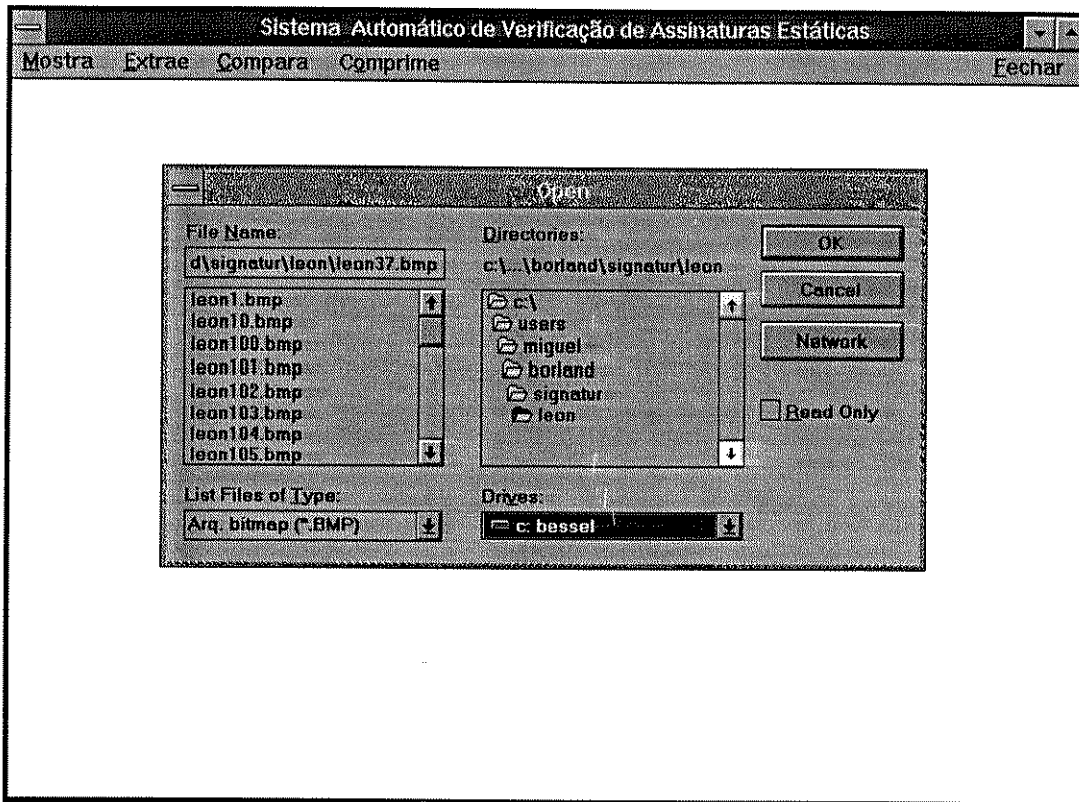 Sistema Automático de Verificação de Assinaturas Estáticas
Mostra Extrae Compara Comprime Fechar
Open
File Name:
d\signatur\leon\leon37.bmp
leon1.bmp
leon10.bmp
leon100.bmp
leon101.bmp
leon102.bmp
leon103.bmp
leon104.bmp
leon105.bmp
List Files of Type:
Arq. bitmap (*.BMP)
Directories:
c:\...\borland\signatur\leon
c:\
users
miguel
borland
signatur
leon
Drives:
c: bessel
OK
Cancel
Network
Read Only